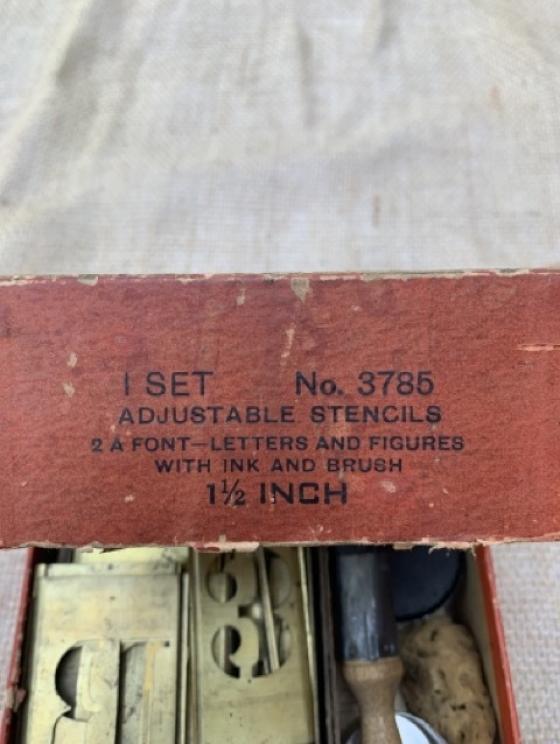 1 SET No. 3785
ADJUSTABLE STENCILS
2 A FONT—LETTERS AND FIGURES
WITH INK AND BRUSH
1½ INCH